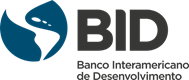 BID
Banco Interamericano
de Desenvolvimento